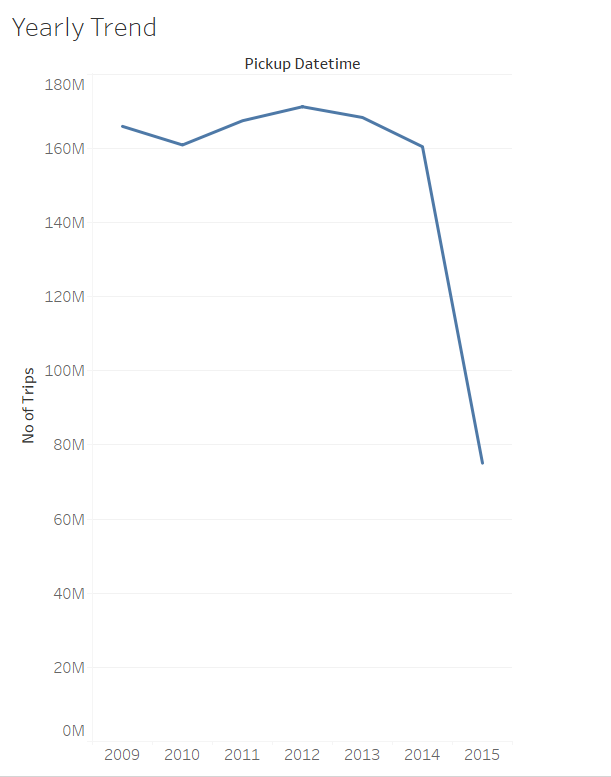 Yearly Trend
Pickup Datetime
180M
160M
140M
120M
100M
80M
60M
40M
20M
0M
No of Trips
2009 2010 2011 2012 2013 2014 2015